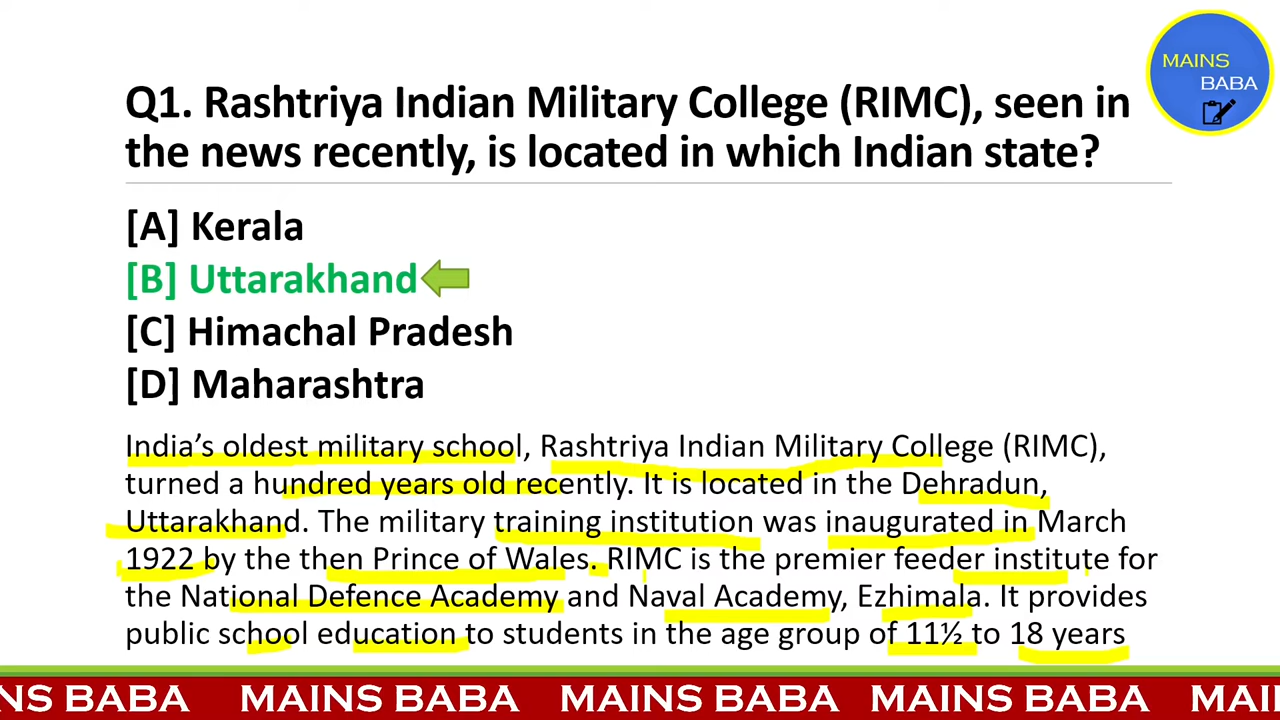 MAINS
BABA
Q1. Rashtriya Indian Military College (RIMC), seen in
the news recently, is located in which Indian state?
[A] Kerala
[B] Uttarakhand
[C] Himachal Pradesh
[D] Maharashtra
India’s oldest military school, Rashtriya Indian Military College (RIMC),
turned a hundred years old recently. It is located in the Dehradun,
Uttarakhand. The military training institution was inaugurated in March
1922 by the then Prince of Wales. RIMC is the premier feeder institute for
the National Defence Academy and Naval Academy, Ezhimala. It provides
public school education to students in the age group of 11½ to 18 years
NS BABA MAINS BABA MAINS BABA MAINS BABA MAI